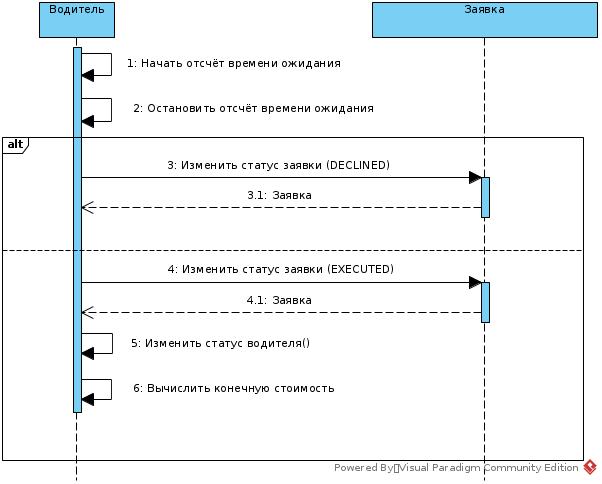 Водитель
Заявка
1: Начать отсчёт времени ожидания
2: Остановить отсчёт времени ожидания
alt
3: Изменить статус заявки (DECLINED)
3.1: Заявка
4: Изменить статус заявки (EXECUTED)
4.1: Заявка
5: Изменить статус водителя()
6: Вычислить конечную стоимость
Powered By▯Visual Paradigm Community Edition